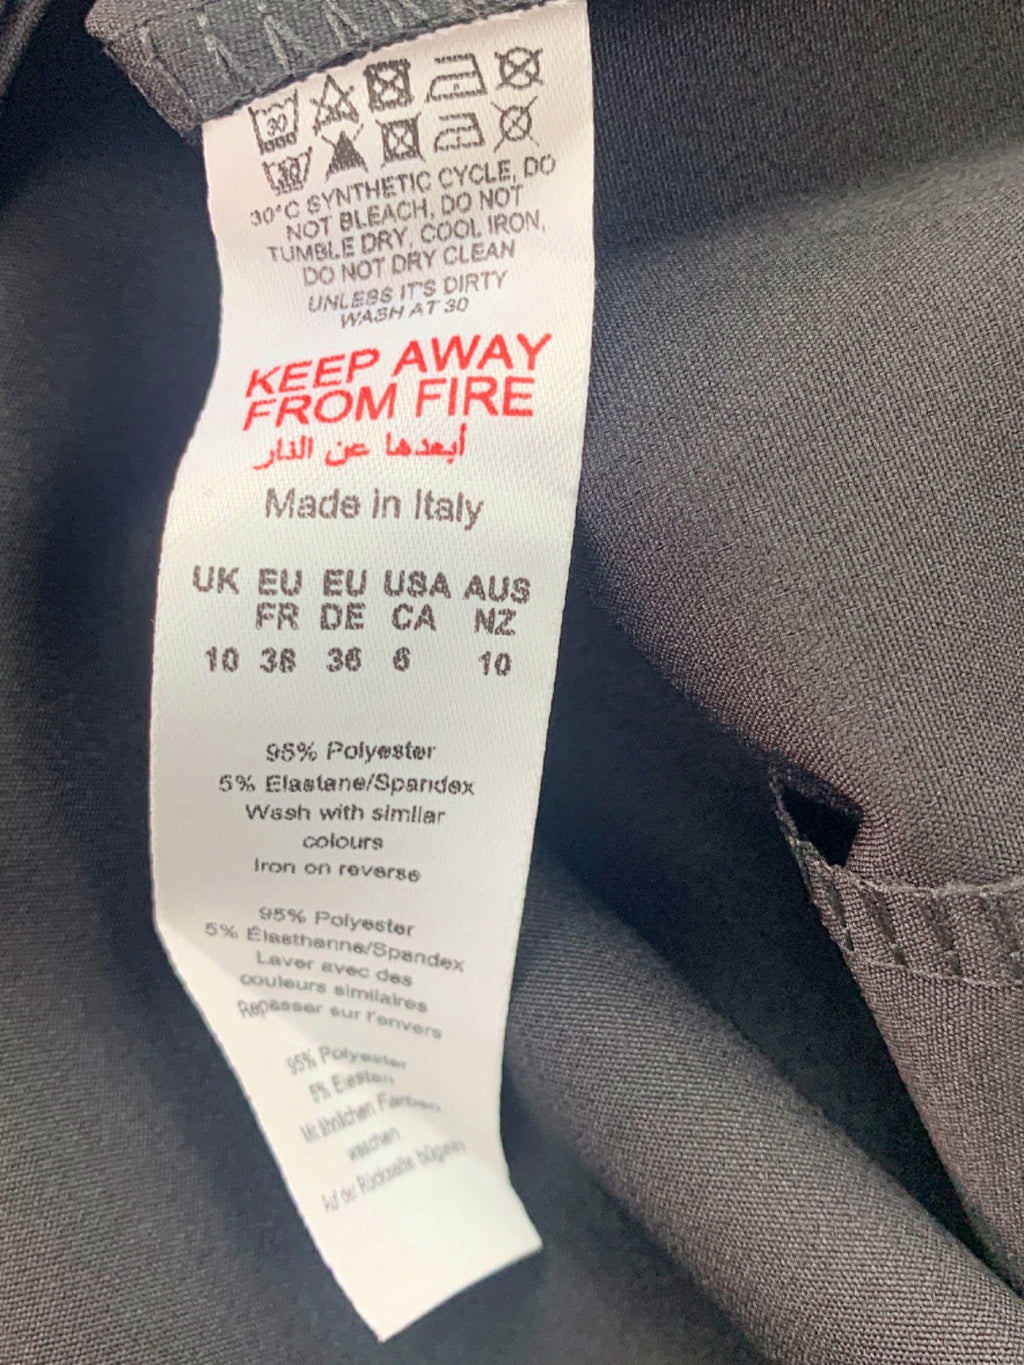 30
30
30°C SYNTHETIC CYCLE, DO
NOT BLEACH, DO NOT
TUMBLE DRY, COOL IRON,
DO NOT DRY CLEAN
UNLESS IT'S DIRTY
WASH AT 30
KEEP AWAY
FROM FIRE
أبعدها عن النار
Made in Italy
UK EU EU USA AUS
FR DE CA NZ
10 38 36 6 10
95% Polyester
5% Elastane/Spandex
Wash with similar
colours
Iron on reverse
95% Polyester
5% Élasthanne/Spandex
Laver avec des
couleurs similaires
Repasser sur l'envers
95% Polyester
5% Elastan
Mit ähnlichen Farben
waschen
Auf der Rückseite bügeln